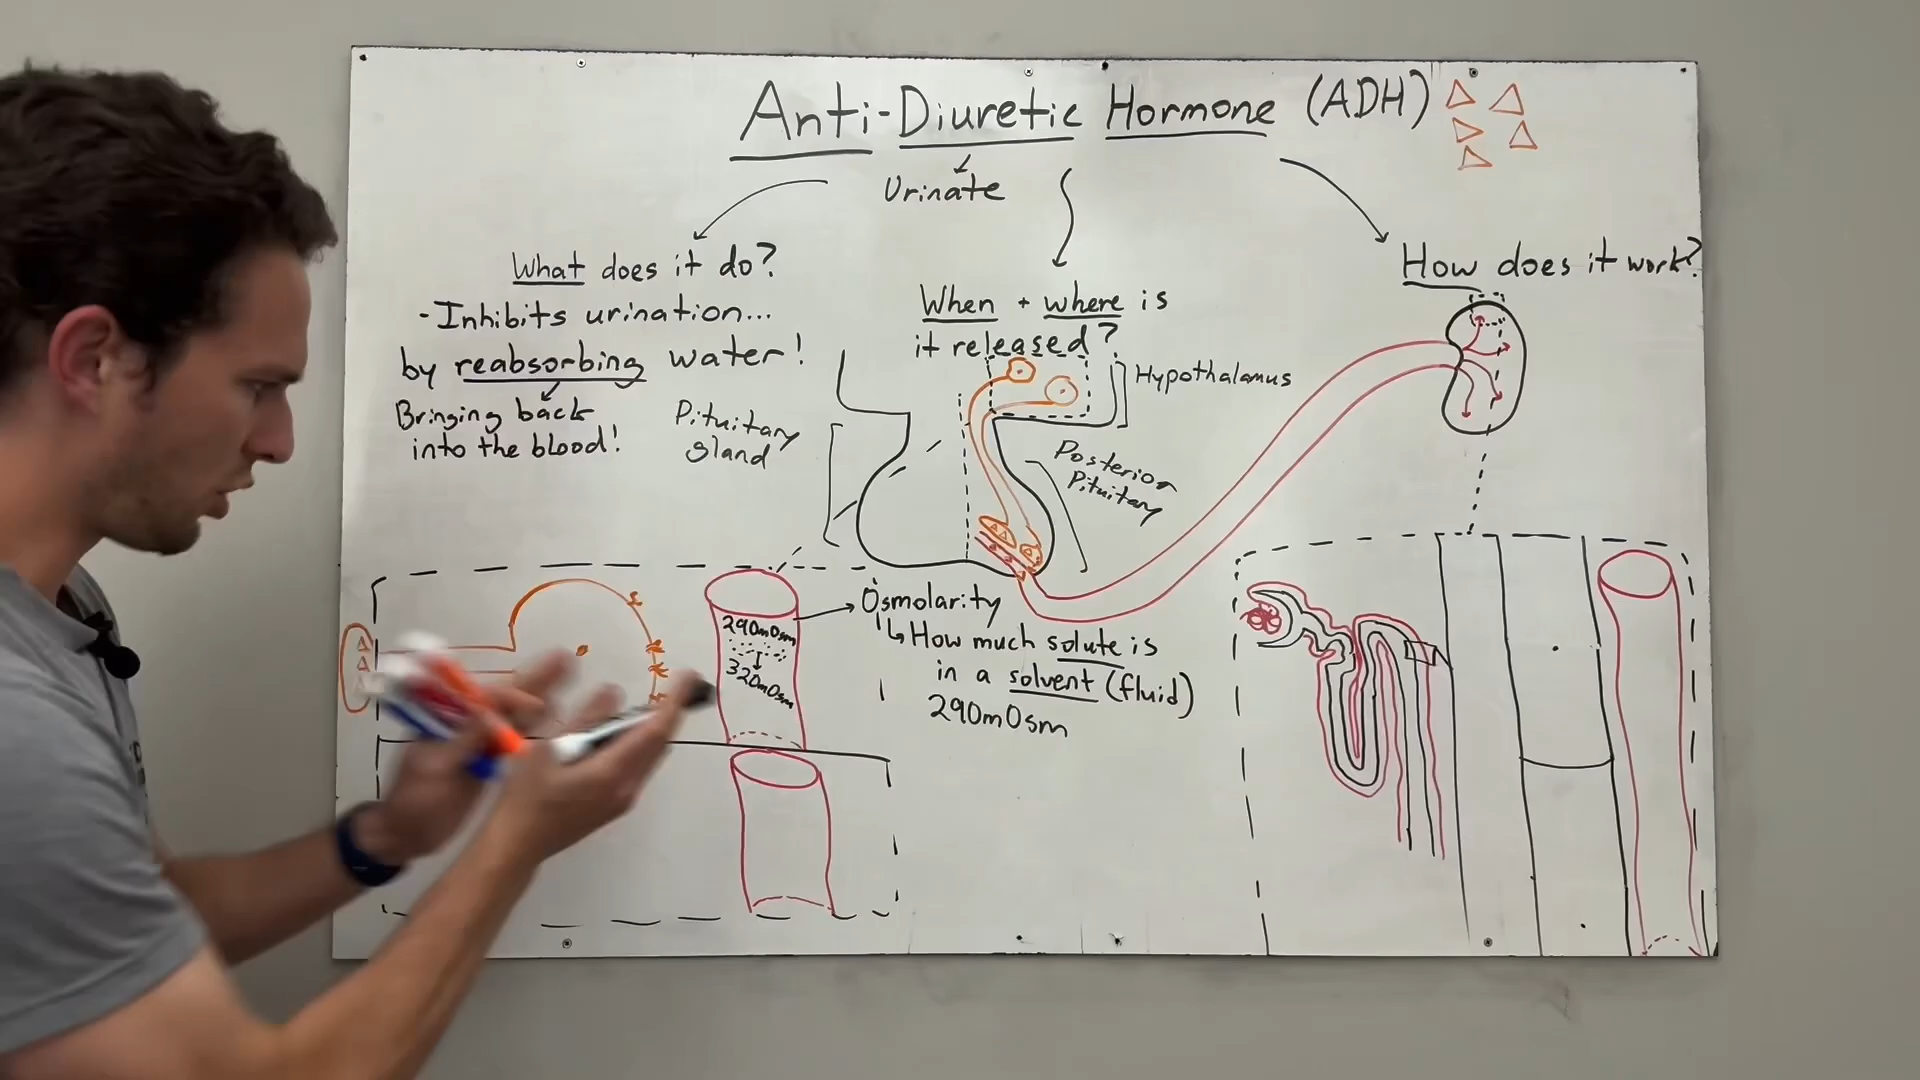 Anti-Diuretic Hormone (ADH)
Urinate
What does it do?
-Inhibits urination...
by reabsorbing water!
Bringing back
into the blood!
When + where is
it released?
Hypothalamus
Pituitary
gland
Posterior
Pituitary
290mOsm
320mOsm
Osmolarity
How much solute is
in a solvent (fluid)
290mOsm
How does it work?